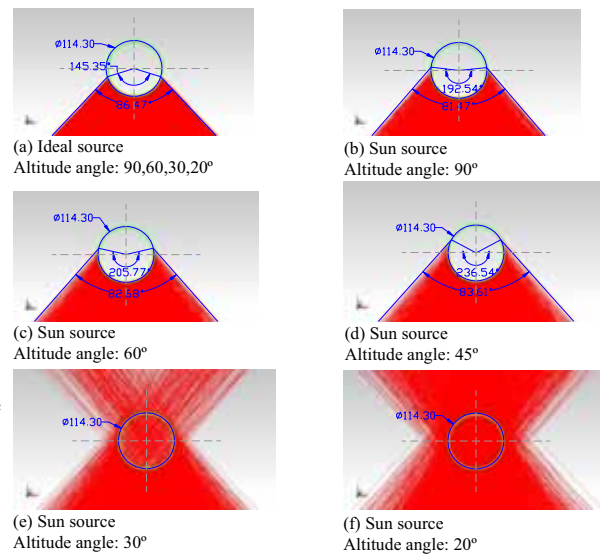 ø114.30
145.35°
86.47°
(a) Ideal source
Altitude angle: 90,60,30,20º
ø114.30
192.54°
81.47°
(b) Sun source
Altitude angle: 90º
ø114.30
205.77°
82.68°
(c) Sun source
Altitude angle: 60º
ø114.30
236.54°
83.61°
(d) Sun source
Altitude angle: 45º
ø114.30
(e) Sun source
Altitude angle: 30º
ø114.30
(f) Sun source
Altitude angle: 20º